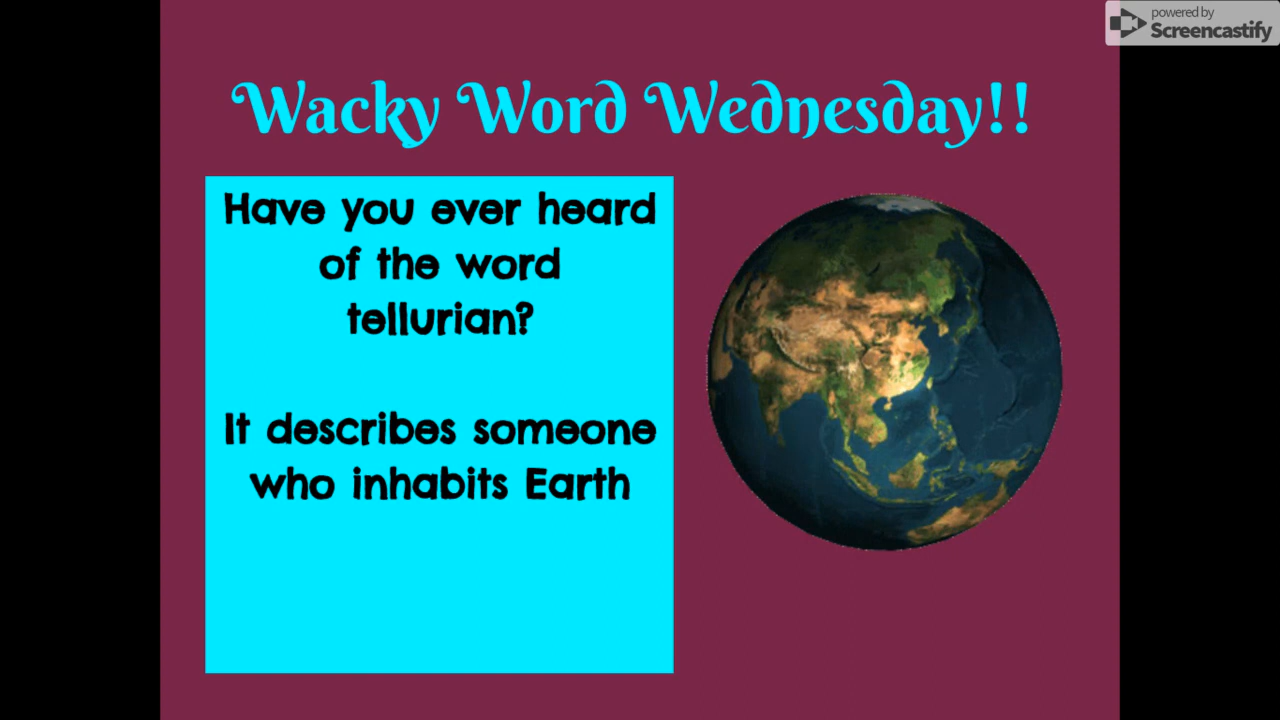 powered by
Screencastify
Wacky Word Wednesday!!
Have you ever heard
of the word
tellurian?
It describes someone
who inhabits Earth